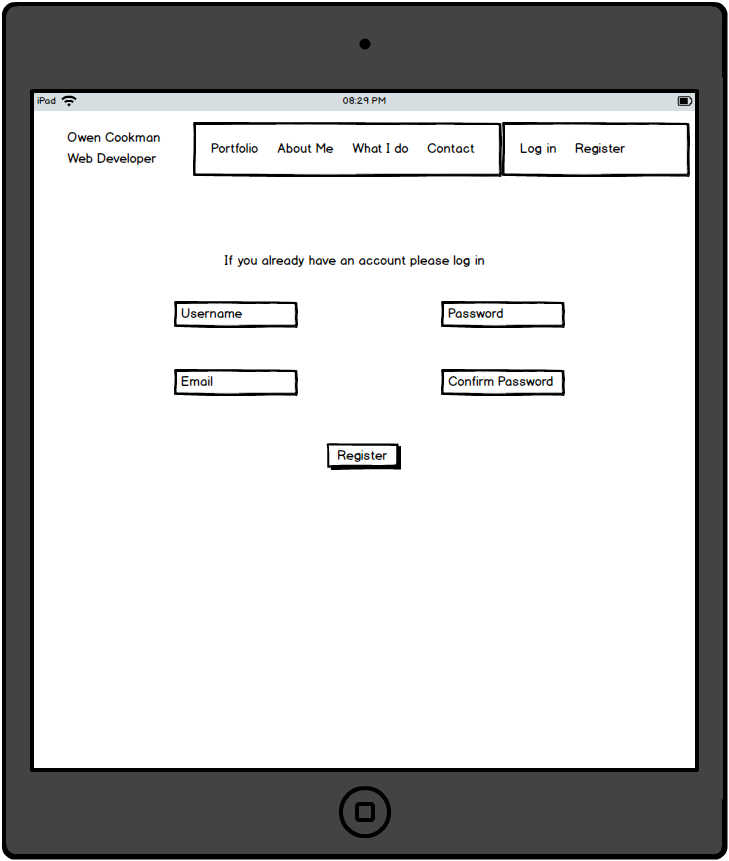 iPad 08:29 PM
Owen Cookman
Web Developer
Portfolio About Me What I do Contact Log in Register
If you already have an account please log in
Username Password
Email Confirm Password
Register